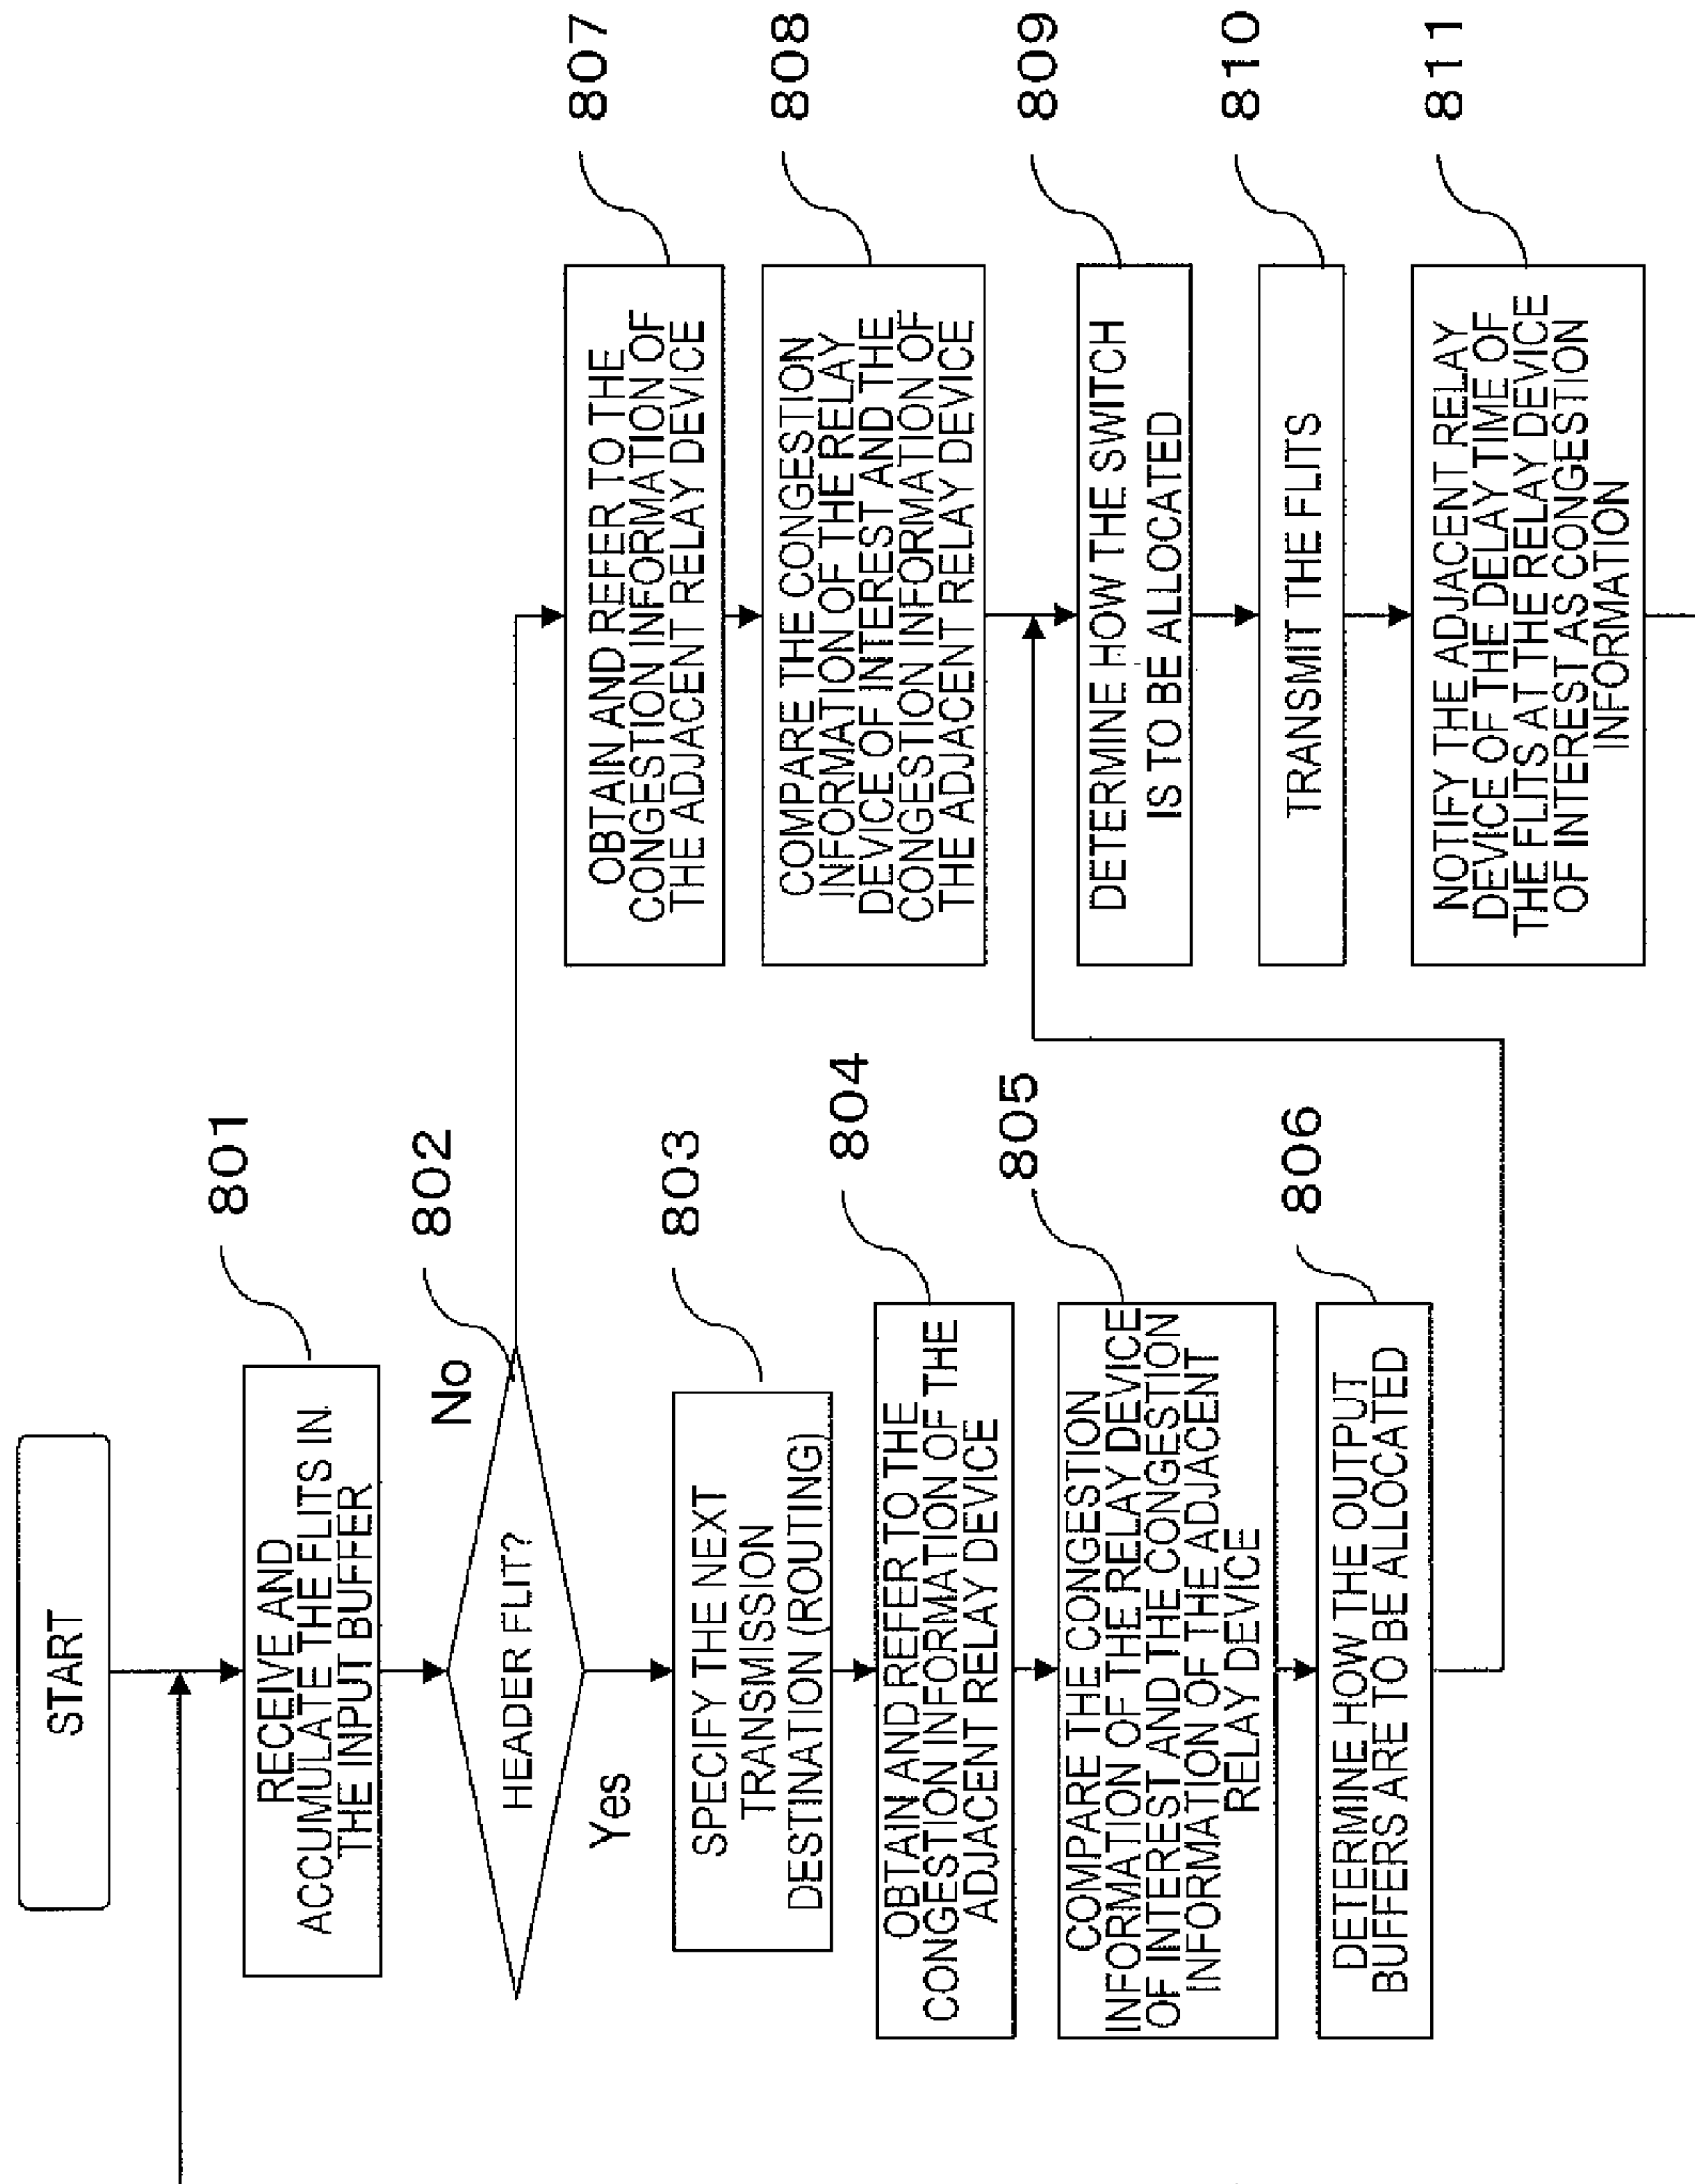 START
801
RECEIVE AND
ACCUMULATE THE FLITS IN
THE INPUT BUFFER
802
HEADER FLIT?
No
Yes
803
SPECIFY THE NEXT
TRANSMISSION
DESTINATION (ROUTING)
804
OBTAIN AND REFER TO THE
CONGESTION INFORMATION OF THE
ADJACENT RELAY DEVICE
805
COMPARE THE CONGESTION
INFORMATION OF THE RELAY DEVICE
OF INTEREST AND THE CONGESTION
INFORMATION OF THE ADJACENT
RELAY DEVICE
806
DETERMINE HOW THE OUTPUT
BUFFERS ARE TO BE ALLOCATED
807
OBTAIN AND REFER TO THE
CONGESTION INFORMATION OF
THE ADJACENT RELAY DEVICE
808
COMPARE THE CONGESTION
INFORMATION OF THE RELAY
DEVICE OF INTEREST AND THE
CONGESTION INFORMATION OF
THE ADJACENT RELAY DEVICE
809
DETERMINE HOW THE SWITCH
IS TO BE ALLOCATED
810
TRANSMIT THE FLITS
811
NOTIFY THE ADJACENT RELAY
DEVICE OF THE DELAY TIME OF
THE FLITS AT THE RELAY DEVICE
OF INTEREST AS CONGESTION
INFORMATION